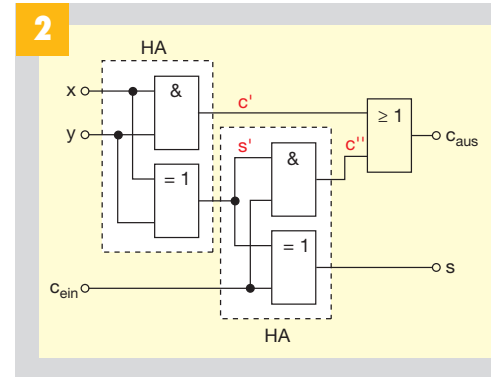 2
HA
x
&
c'
≥ 1
c_aus
y
s'
c''
&
= 1
= 1
s
c_ein
HA